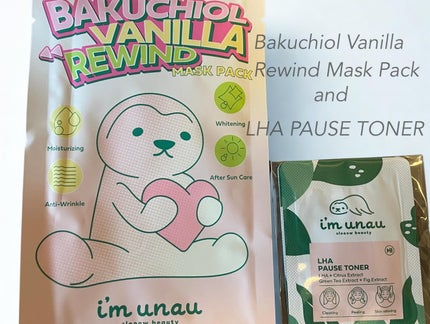 BAKUCHIOL
VANILLA
REWIND
MASK PACK
Moisturizing
Whitening
Anti-Wrinkle
After Sun Care
i'm unau
slooow beauty
Bakuchiol Vanilla
Rewind Mask Pack
and
LHA PAUSE TONER
i'm unau
slooow beauty
LHA
PAUSE TONER
LHA + Citrus Extract
Green Tea Extract + Fig Extract
Clearing
Peeling
Skin calming